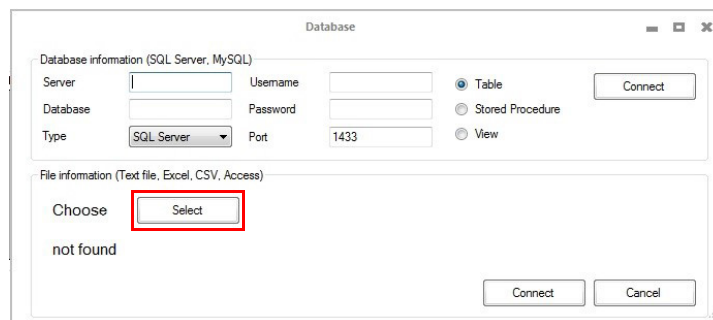 Database
Database information (SQL Server, MySQL)
Server Username Table Connect
Database Password Stored Procedure
Type SQL Server Port 1433 View
File information (Text file, Excel, CSV, Access)
Choose Select
not found
Connect Cancel